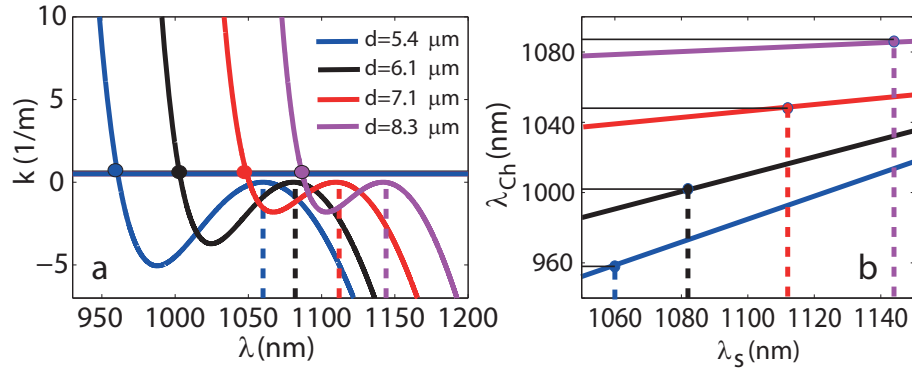 10
5
0
−5
k (1/m)
d=5.4 μm
d=6.1 μm
d=7.1 μm
d=8.3 μm
a
950 1000 1050 1100 1150 1200
λ (nm)
1080
1040
1000
960
λCh (nm)
b
1060 1080 1100 1120 1140
λs (nm)